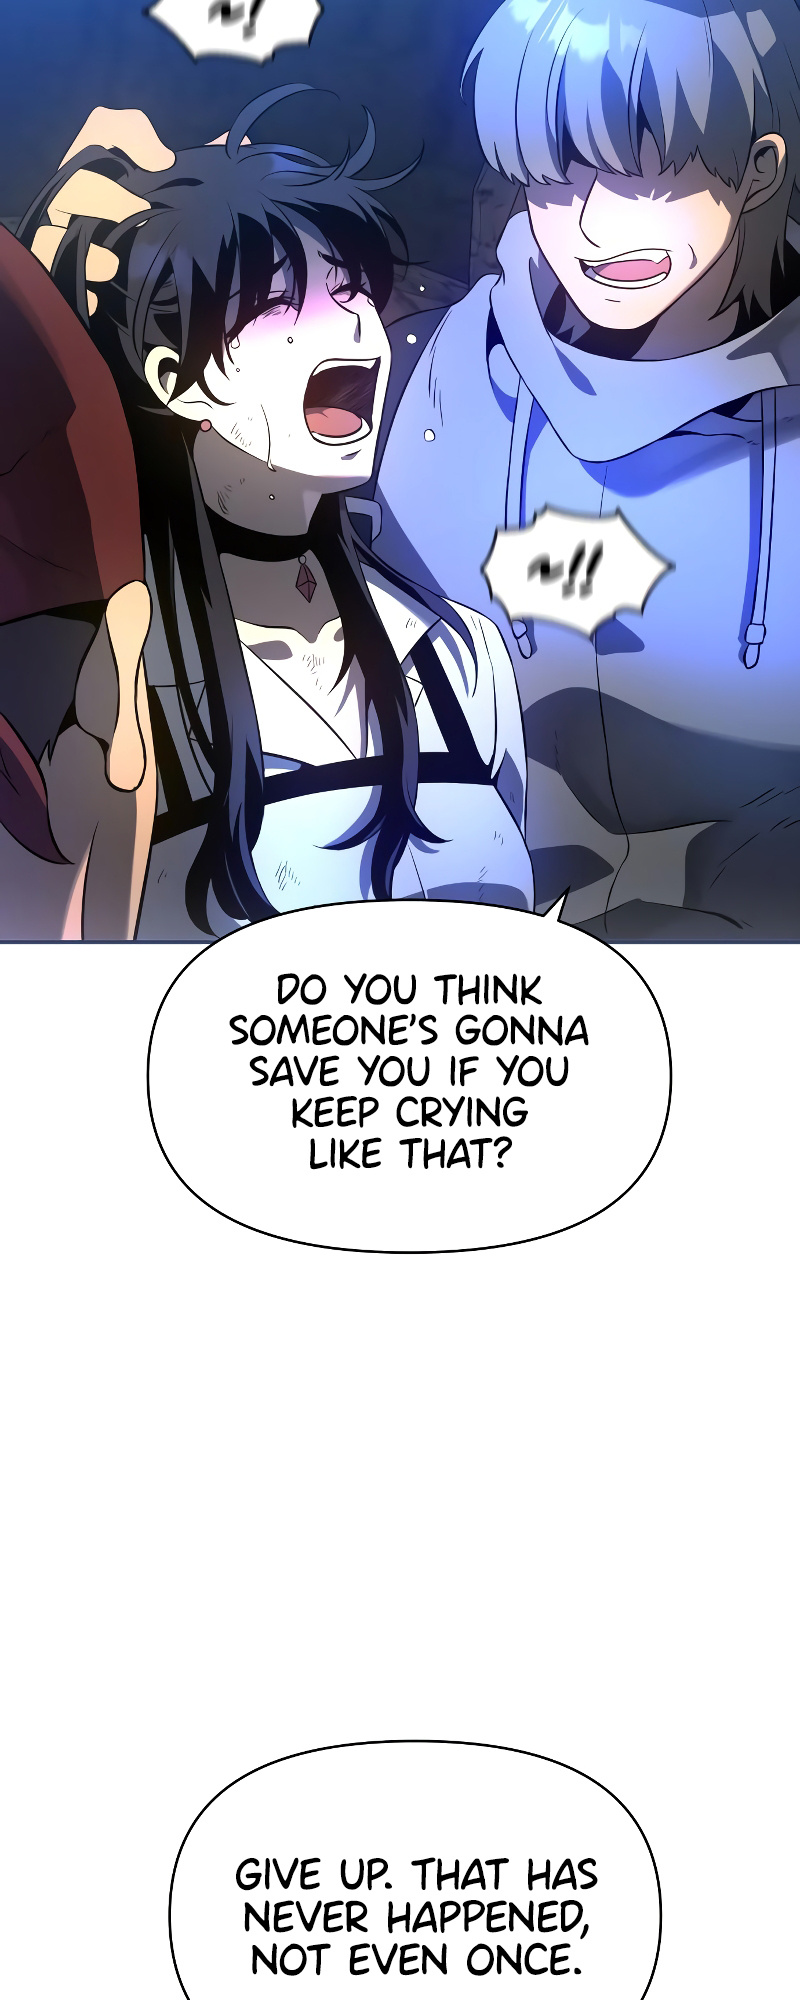 ~!!
~!!
DO YOU THINK
SOMEONE'S GONNA
SAVE YOU IF YOU
KEEP CRYING
LIKE THAT?
GIVE UP. THAT HAS
NEVER HAPPENED,
NOT EVEN ONCE.